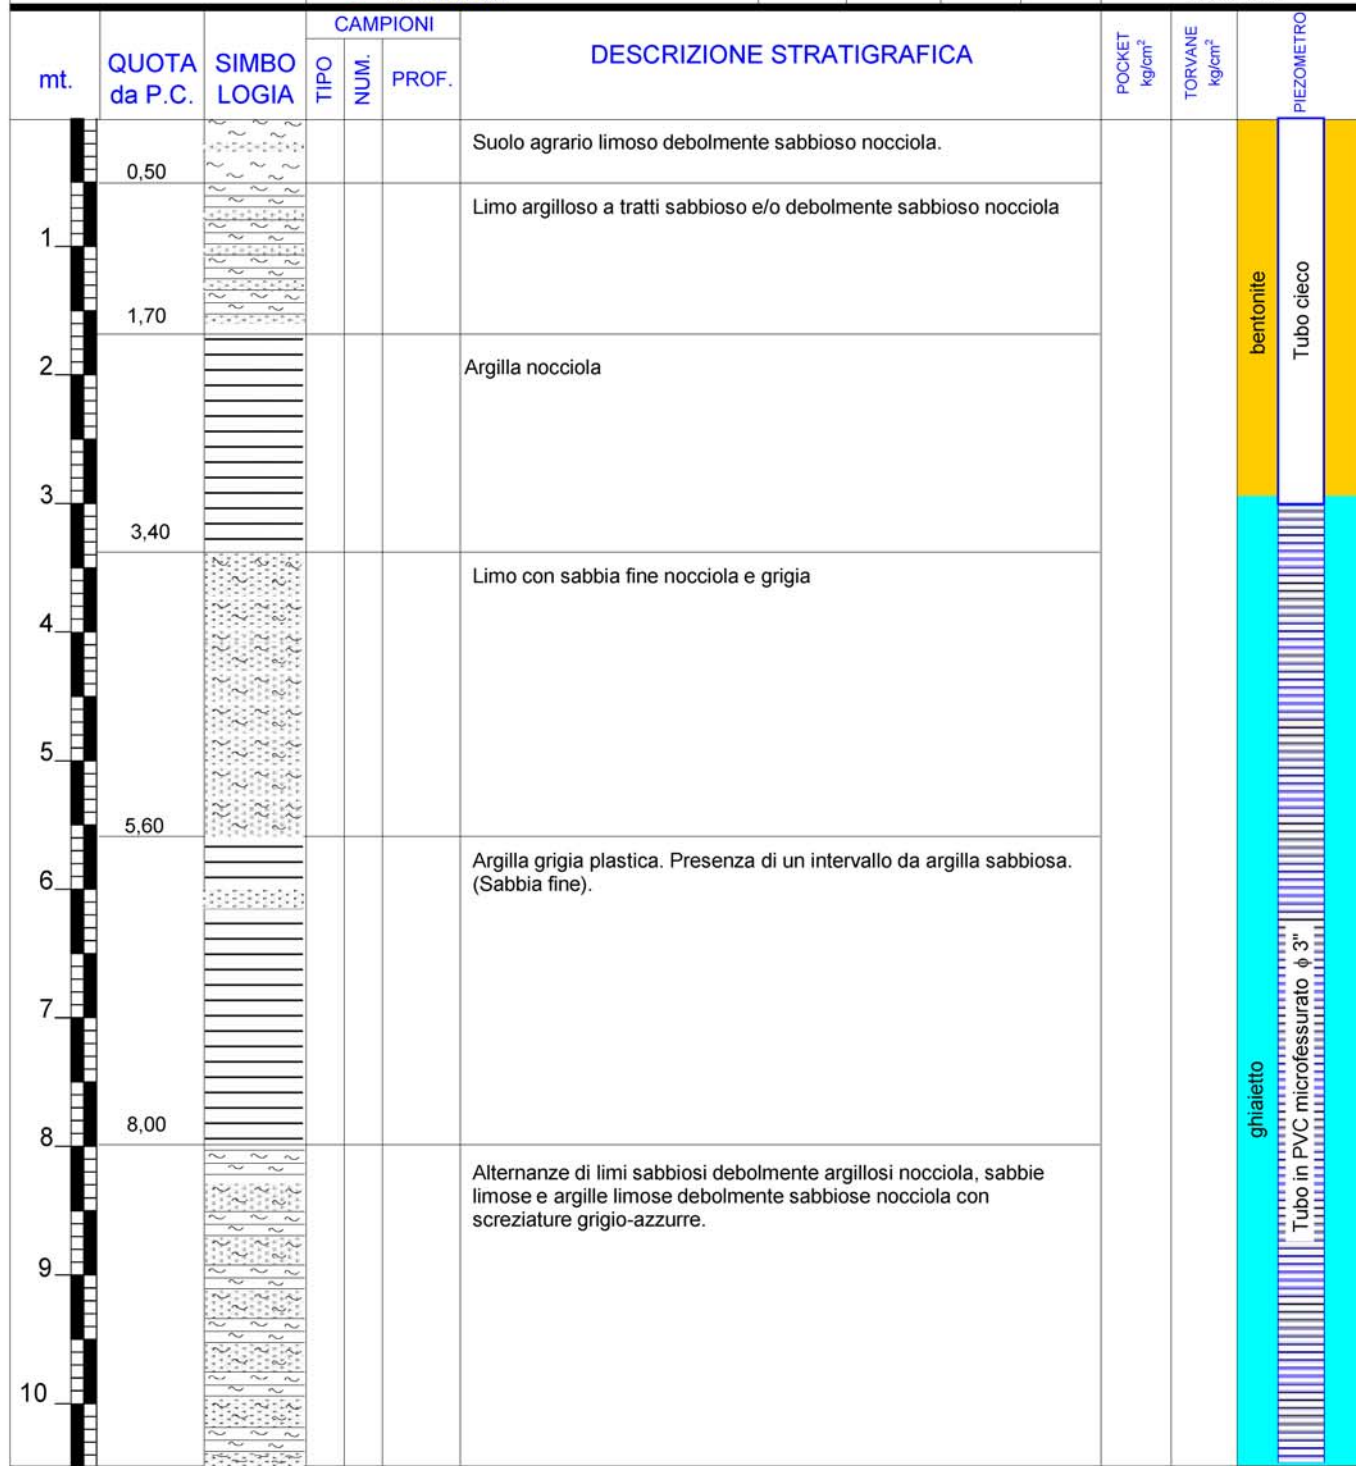 mt.
QUOTA
da P.C.
SIMBO
LOGIA
CAMPIONI
TIPO
NUM.
PROF.
DESCRIZIONE STRATIGRAFICA
POCKET
kg/cm²
TORVANE
kg/cm²
PIEZOMETRO
Suolo agrario limoso debolmente sabbioso nocciola.
0,50
Limo argilloso a tratti sabbioso e/o debolmente sabbioso nocciola
1
1,70
bentonite
Tubo cieco
2
Argilla nocciola
3
3,40
Limo con sabbia fine nocciola e grigia
4
5
5,60
Argilla grigia plastica. Presenza di un intervallo da argilla sabbiosa.
(Sabbia fine).
6
7
ghiaietto
Tubo in PVC microfessurato ϕ 3"
8,00
8
Alternanze di limi sabbiosi debolmente argillosi nocciola, sabbie
limose e argille limose debolmente sabbiose nocciola con
screziature grigio-azzurre.
9
10